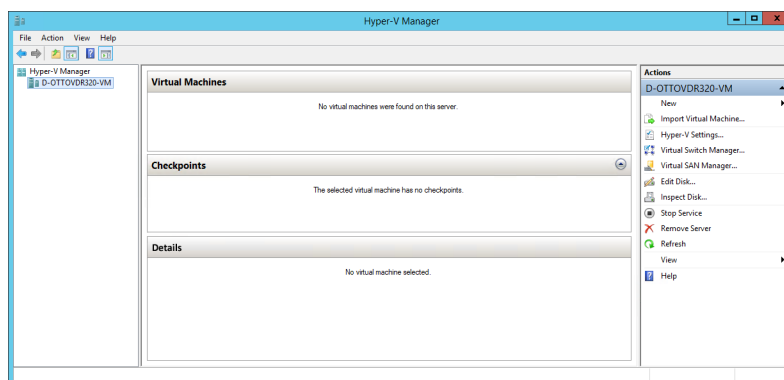 Hyper-V Manager
File Action View Help
Hyper-V Manager
D-OTTOVDR320-VM
Virtual Machines
No virtual machines were found on this server.
Checkpoints
The selected virtual machine has no checkpoints.
Details
No virtual machine selected.
Actions
D-OTTOVDR320-VM
New
Import Virtual Machine...
Hyper-V Settings...
Virtual Switch Manager...
Virtual SAN Manager...
Edit Disk...
Inspect Disk...
Stop Service
Remove Server
Refresh
View
Help